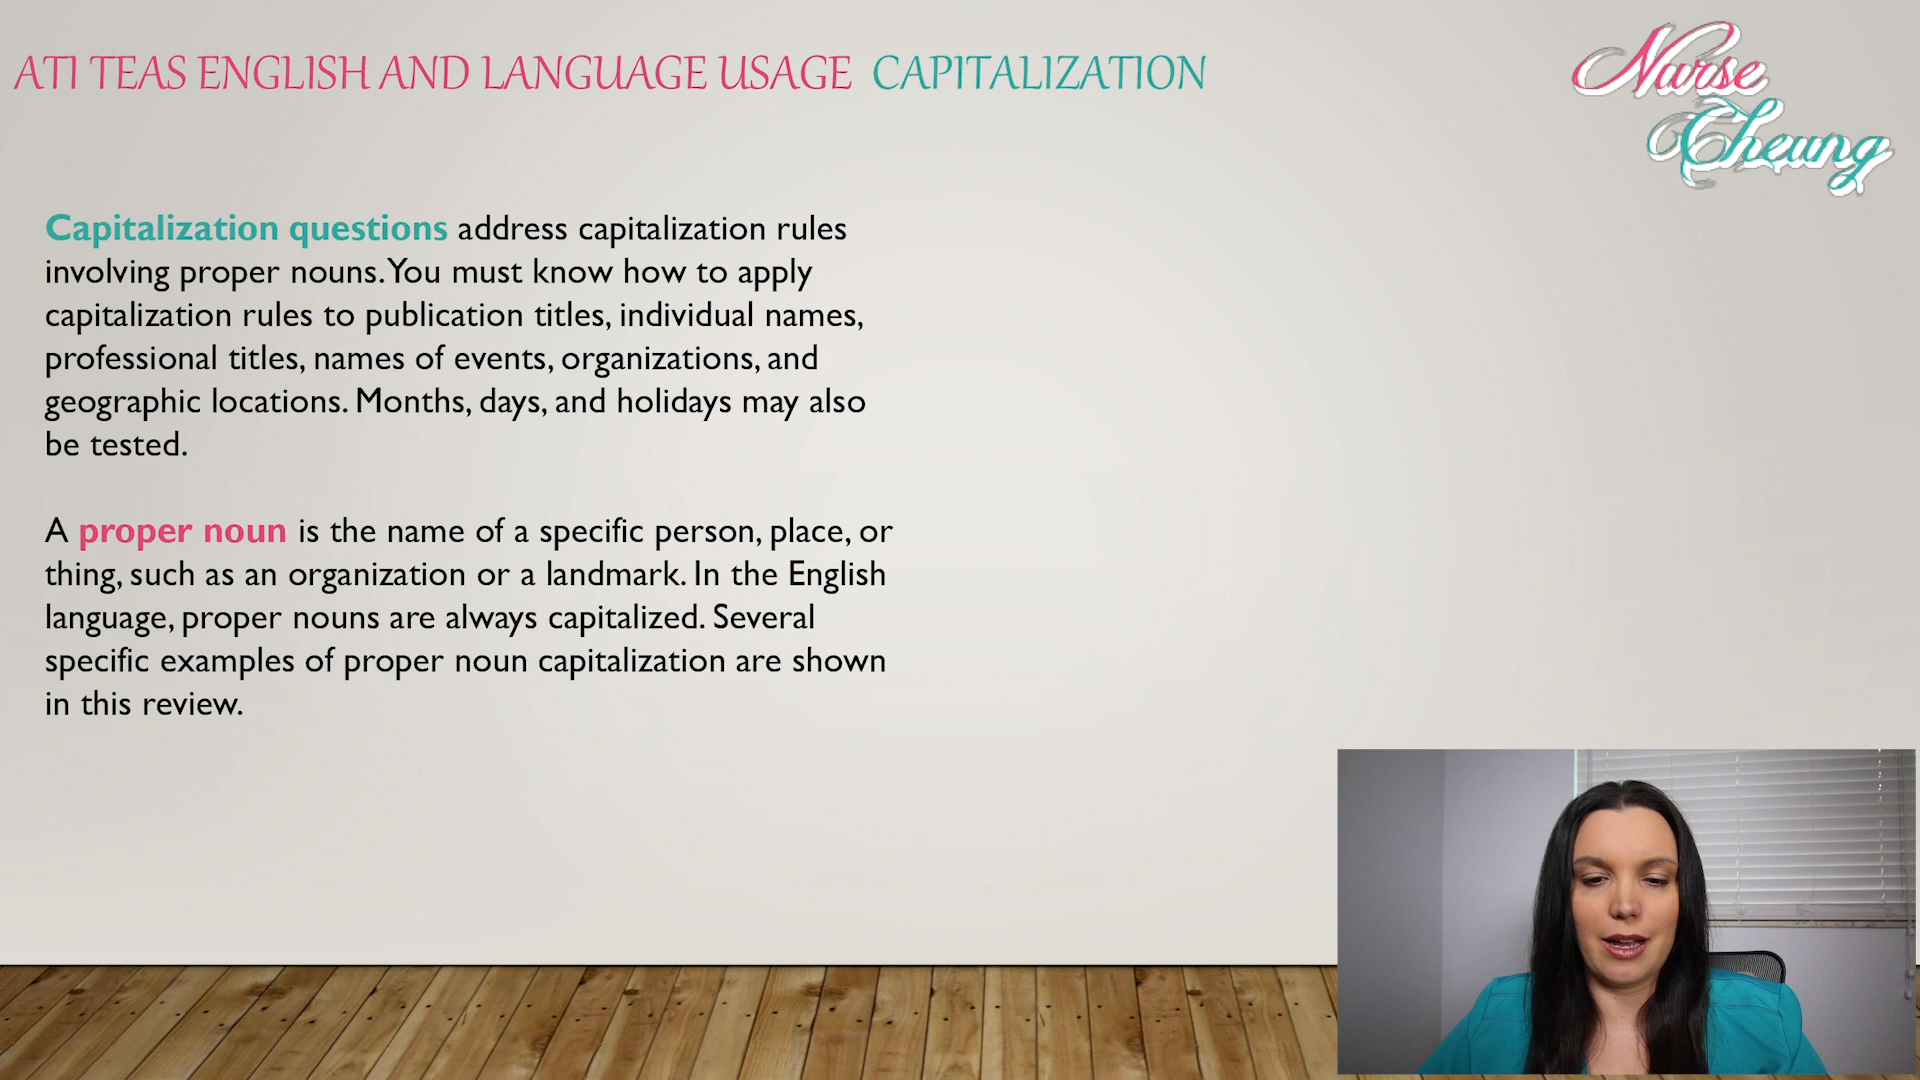 ATI TEAS ENGLISH AND LANGUAGE USAGE CAPITALIZATION
Nurse
Cheung
Capitalization questions address capitalization rules
involving proper nouns. You must know how to apply
capitalization rules to publication titles, individual names,
professional titles, names of events, organizations, and
geographic locations. Months, days, and holidays may also
be tested.
A proper noun is the name of a specific person, place, or
thing, such as an organization or a landmark. In the English
language, proper nouns are always capitalized. Several
specific examples of proper noun capitalization are shown
in this review.